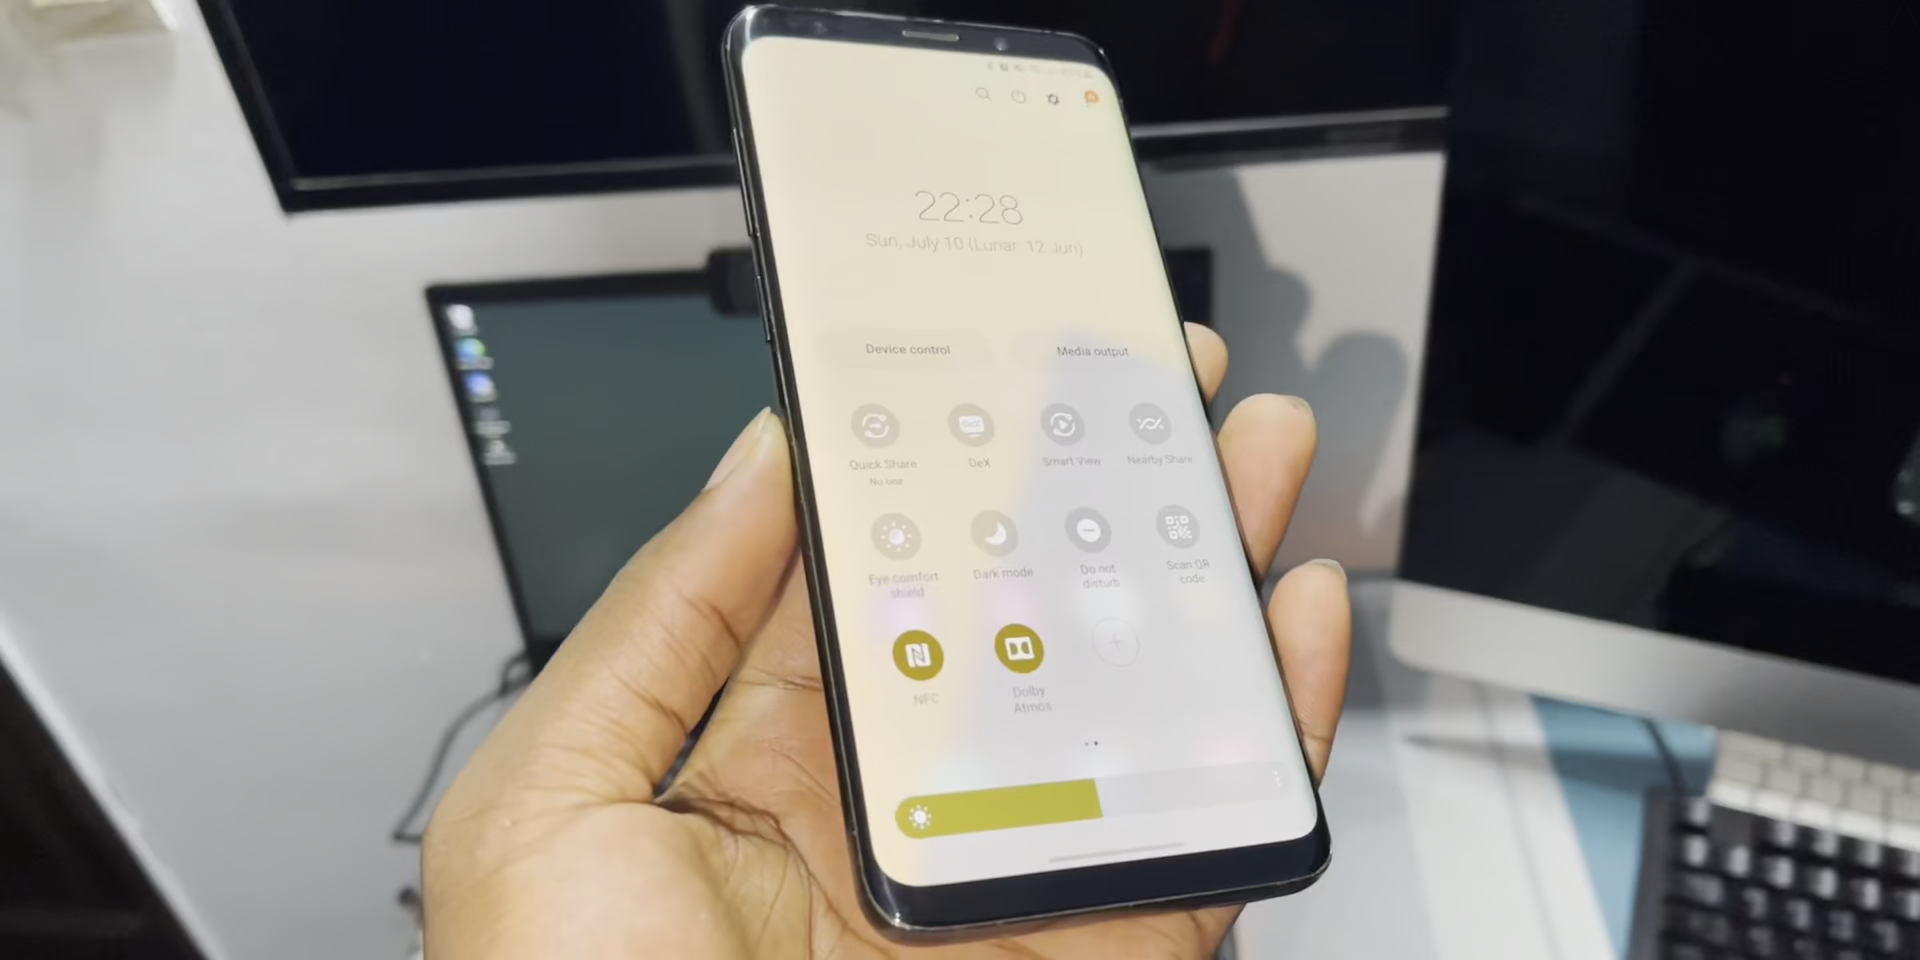 22:28
Sun, July 10 (Lunar 12 Jun)
Device control Media output
Quick Share DeX Smart View Nearby Share
No one
Eye comfort shield Dark mode Do not disturb Scan QR code
NFC Dolby Atmos